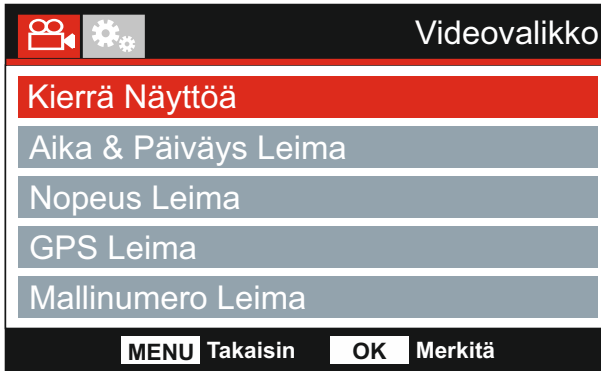 Videovalikko
Kierrä Näyttöä
Aika & Päiväys Leima
Nopeus Leima
GPS Leima
Mallinumero Leima
MENU Takaisin OK Merkitä